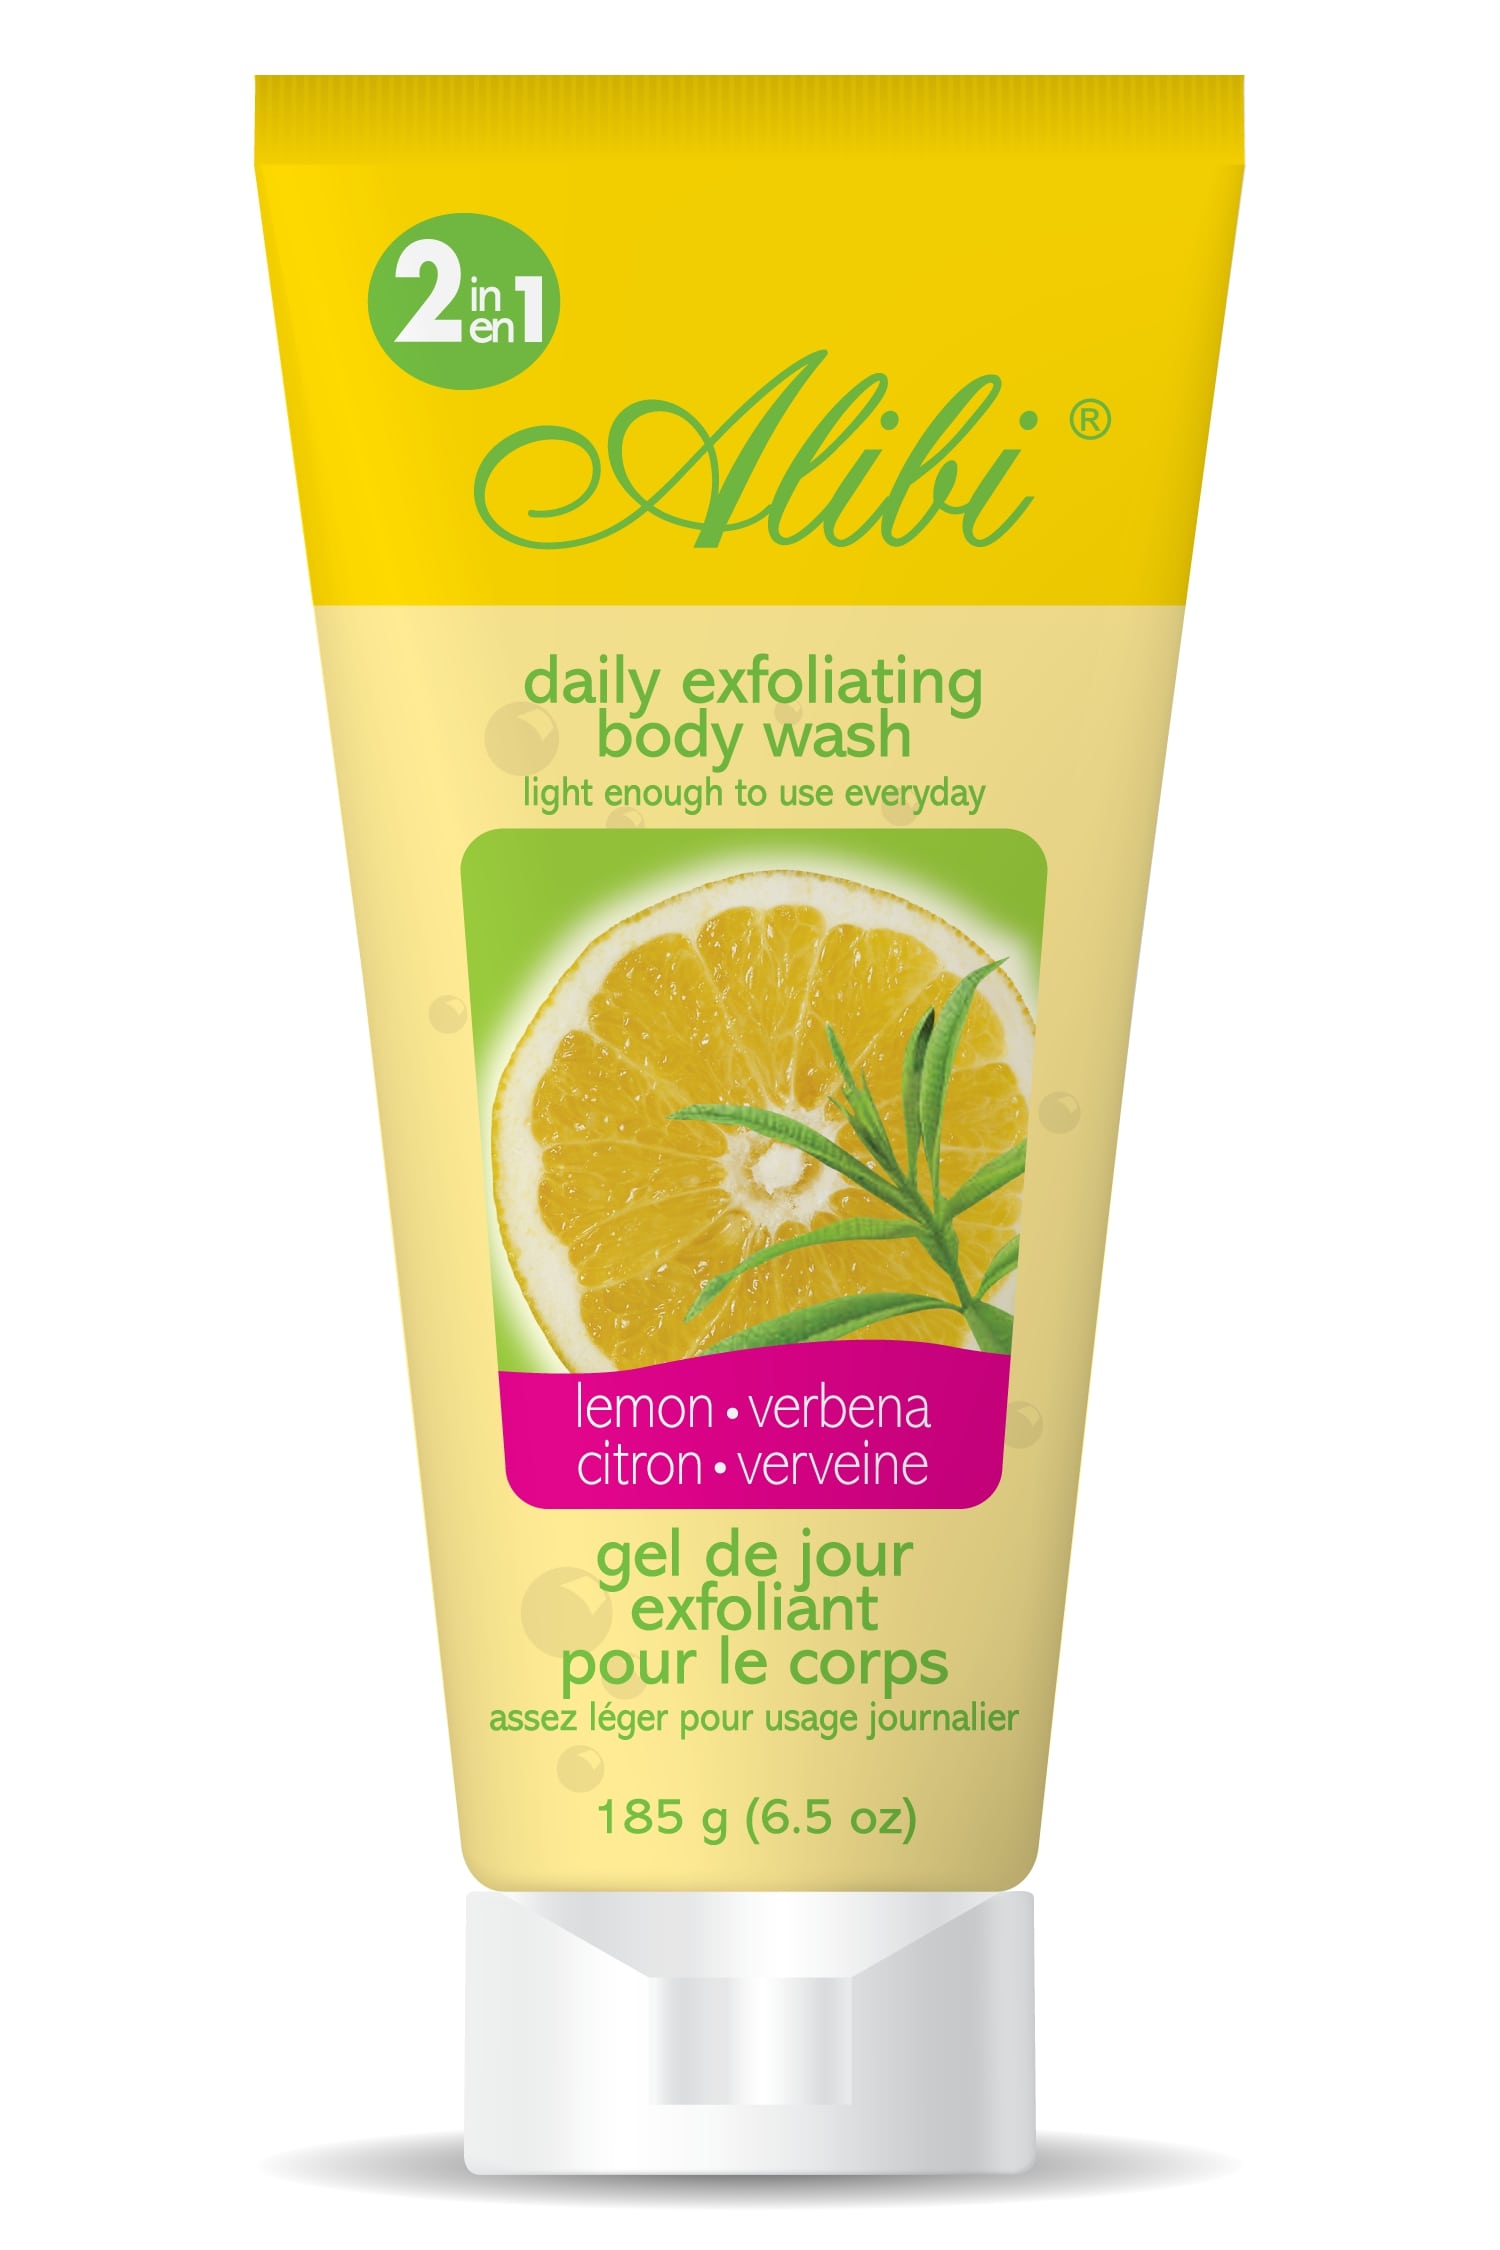 2 in en 1
Alibi ®
daily exfoliating
body wash
light enough to use everyday
lemon • verbena
citron • verveine
gel de jour
exfoliant
pour le corps
assez léger pour usage journalier
185 g (6.5 oz)